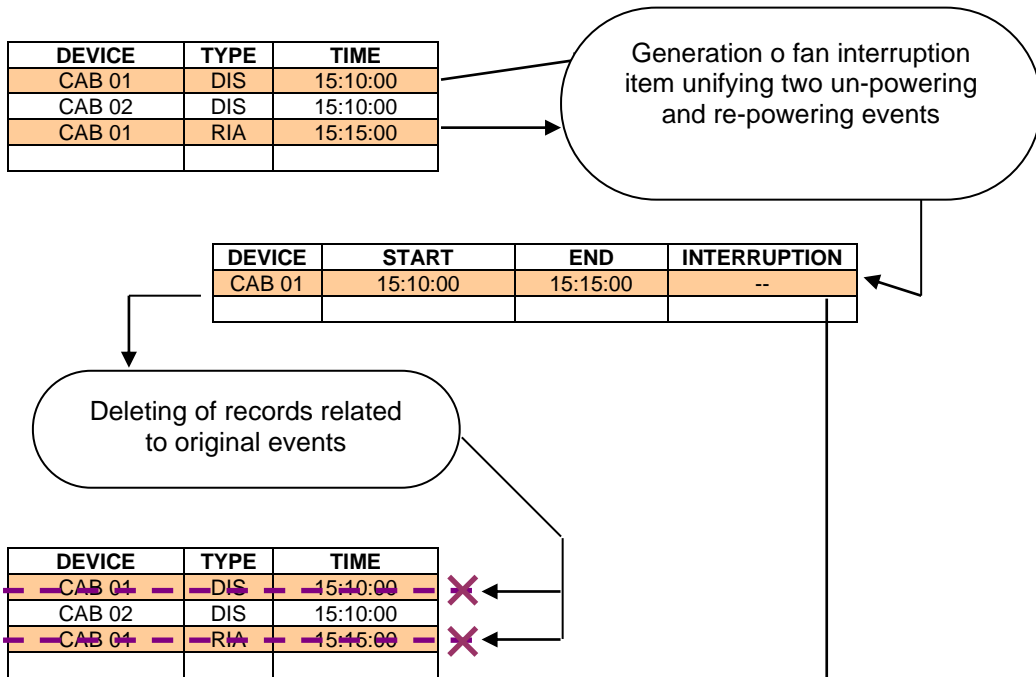 DEVICE TYPE TIME
CAB 01 DIS 15:10:00
CAB 02 DIS 15:10:00
CAB 01 RIA 15:15:00
Generation o fan interruption
item unifying two un-powering
and re-powering events
DEVICE START END INTERRUPTION
CAB 01 15:10:00 15:15:00 --
Deleting of records related
to original events
DEVICE TYPE TIME
CAB 01 DIS 15:10:00
CAB 02 DIS 15:10:00
CAB 01 RIA 15:15:00